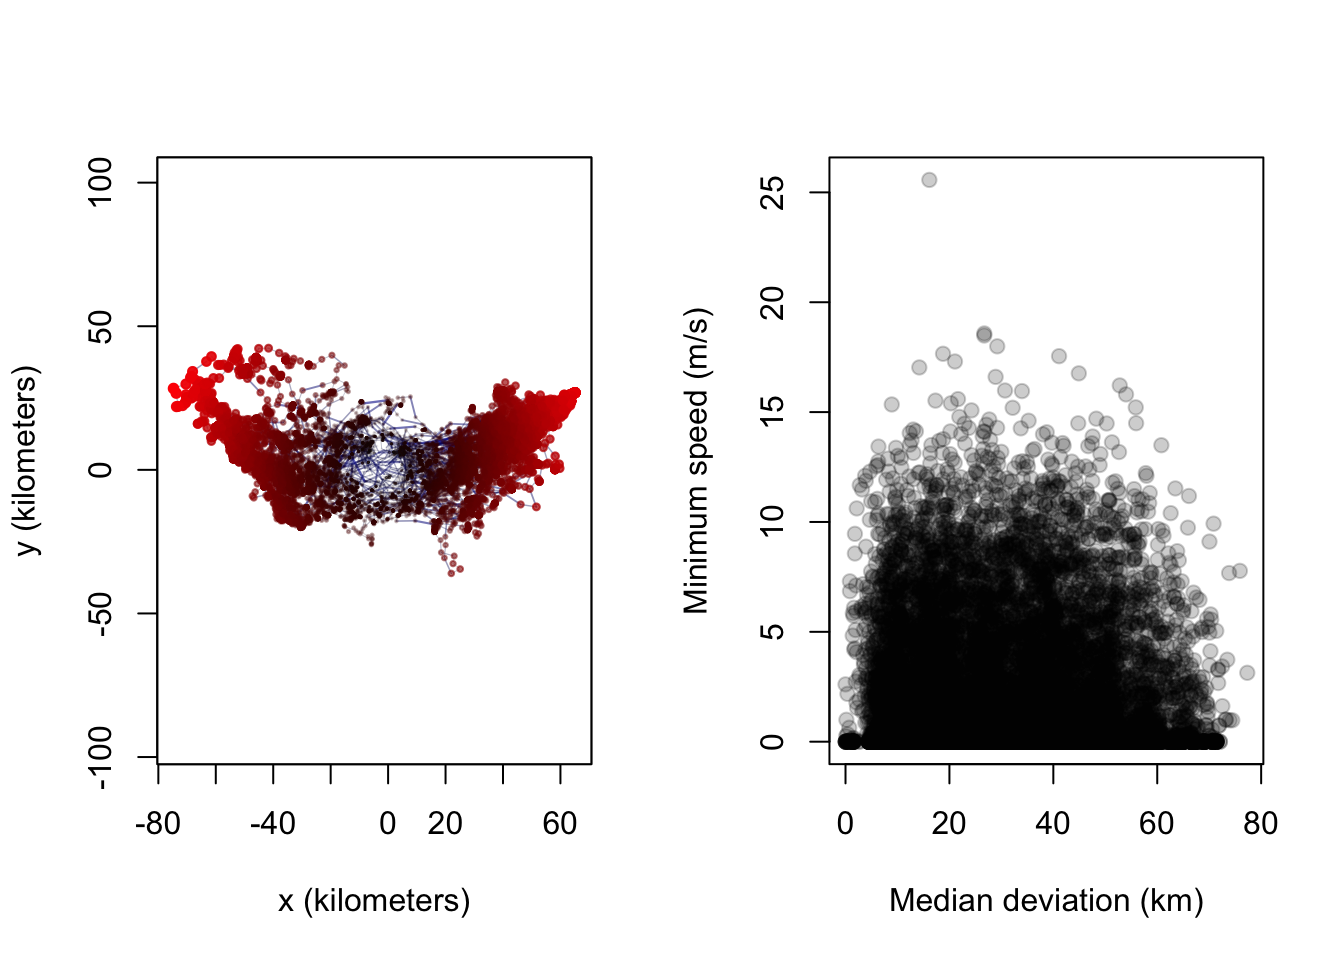 100
50
0
-50
-100
y (kilometers)
-80 -40 0 20 60
x (kilometers)
25
20
15
10
5
0
Minimum speed (m/s)
0 20 40 60 80
Median deviation (km)